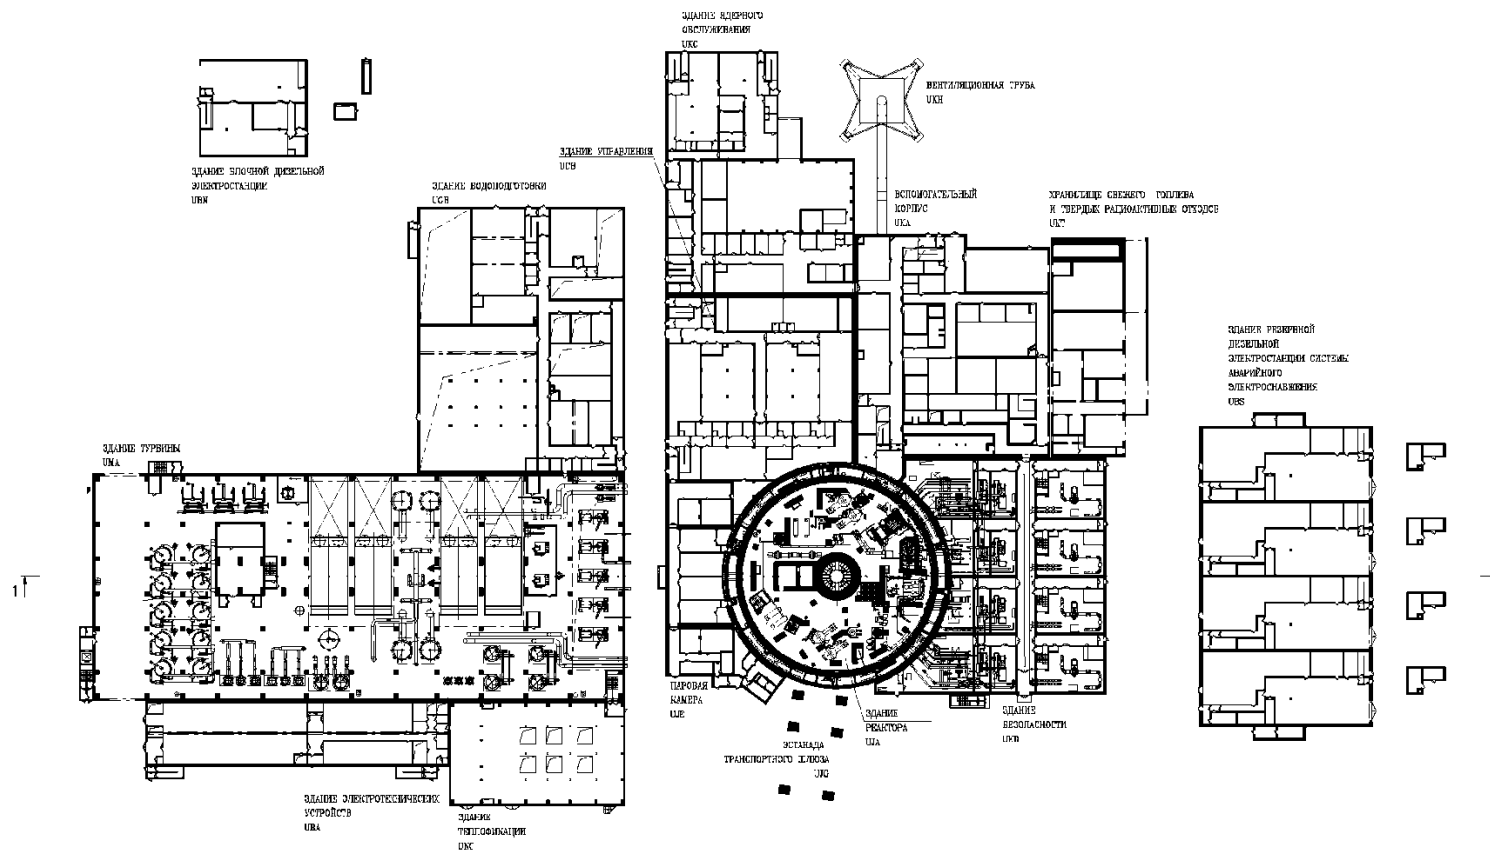 ЗДАНИЕ ЯДЕРНОГО
ОБСЛУЖИВАНИЯ
UKC
ВЕНТИЛЯЦИОННАЯ ТРУБА
UKH
ЗДАНИЕ БЛОЧНОЙ ДИЗЕЛЬНОЙ
ЭЛЕКТРОСТАНЦИИ
UBN
ЗДАНИЕ УПРАВЛЕНИЯ
UCB
ЗДАНИЕ ВОДОПОДГОТОВКИ
UGB
ВСПОМОГАТЕЛЬНЫЙ
КОРПУС
UKA
ХРАНИЛИЩЕ СВЕЖЕГО ТОПЛИВА
И ТВЕРДЫХ РАДИОАКТИВНЫХ ОТХОДОВ
UKT
ЗДАНИЕ РЕЗЕРВНОЙ
ДИЗЕЛЬНОЙ
ЭЛЕКТРОСТАНЦИИ СИСТЕМЫ
АВАРИЙНОГО
ЭЛЕКТРОСНАБЖЕНИЯ
UBS
ЗДАНИЕ ТУРБИНЫ
UMA
1
ПАРОВАЯ
КАМЕРА
UJE
ЗДАНИЕ
РЕАКТОРА
UJA
ЗДАНИЕ
БЕЗОПАСНОСТИ
UKD
ЭСТАКАДА
ТРАНСПОРТНОГО ШЛЮЗА
UJG
ЗДАНИЕ ЭЛЕКТРОТЕХНИЧЕСКИХ
УСТРОЙСТВ
UBA
ЗДАНИЕ
ТЕПЛОФИКАЦИИ
UNC